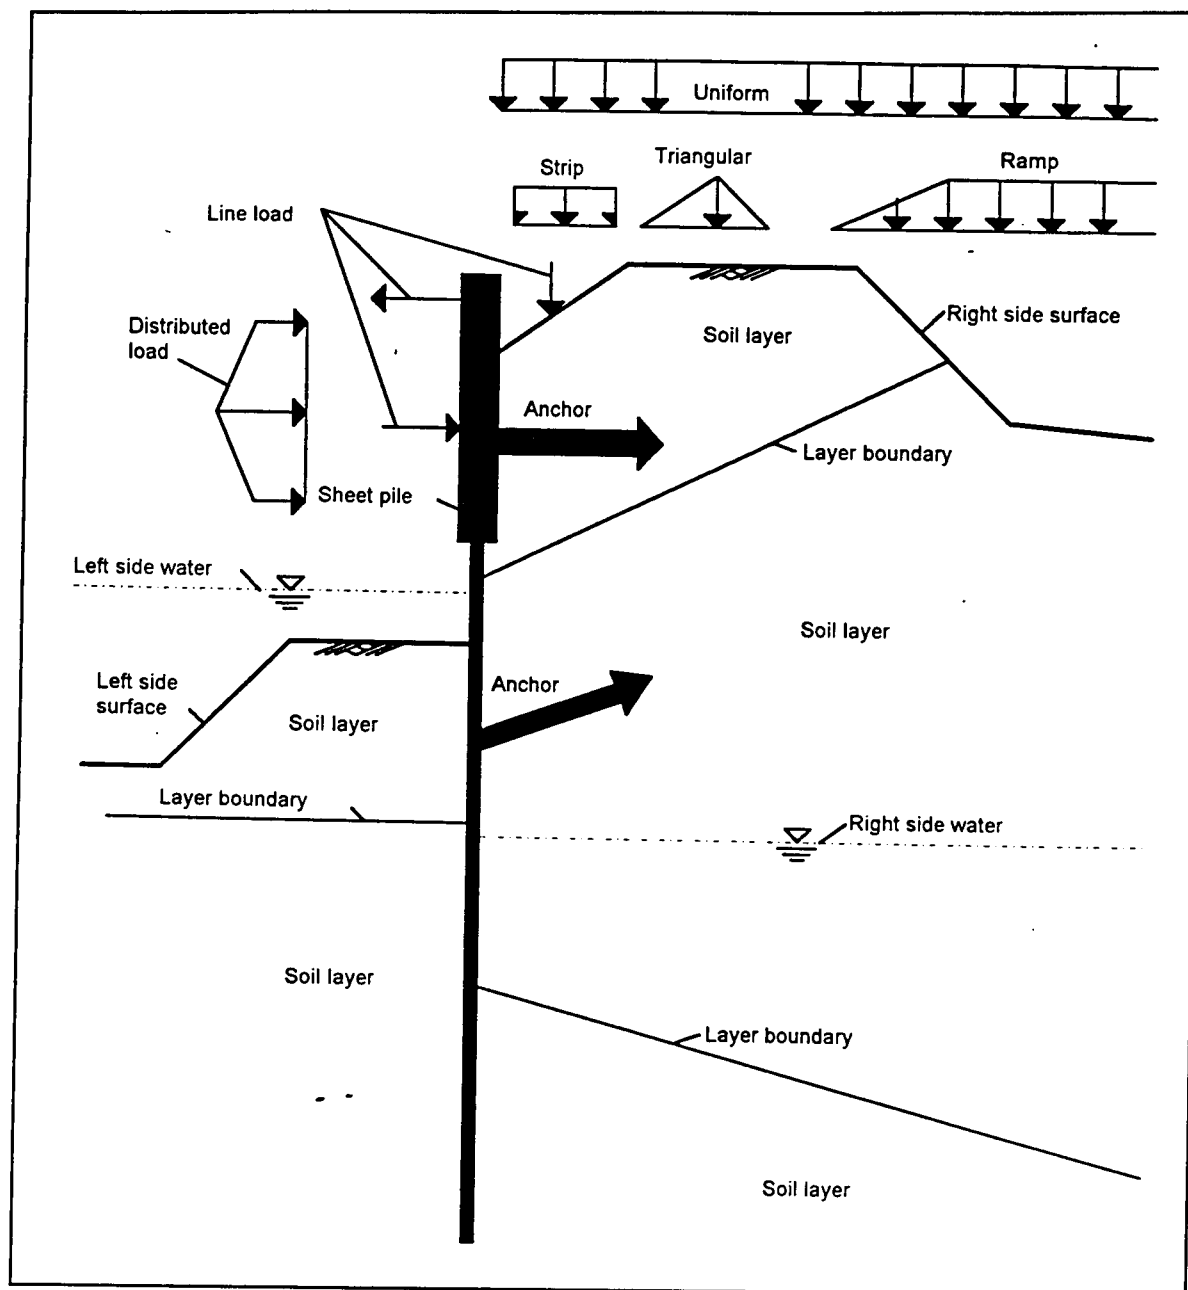 Uniform
Strip
Triangular
Ramp
Line load
Right side surface
Distributed
load
Soil layer
Anchor
Layer boundary
Sheet pile
Left side water
Soil layer
Left side
surface
Anchor
Soil layer
Layer boundary
Right side water
Soil layer
Layer boundary
Soil layer